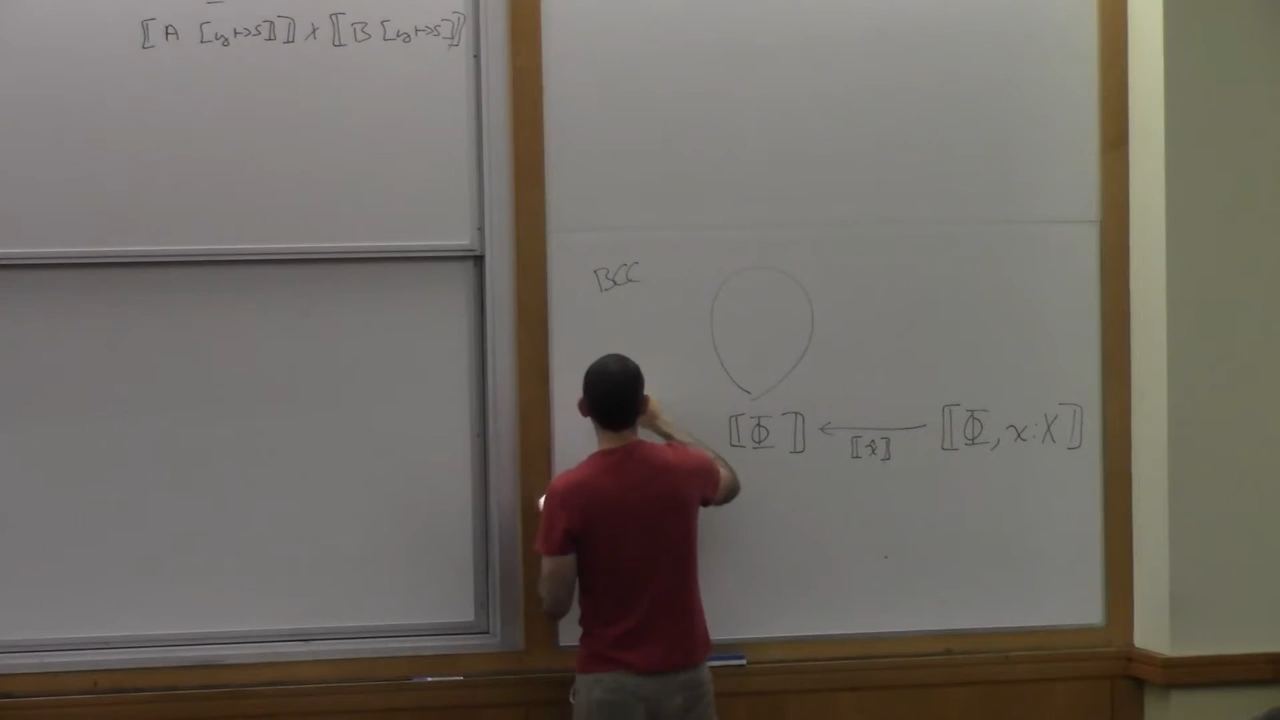 ⟦A [y↦s]⟧ × ⟦B [y↦s]⟧
BCC
⟦Φ⟧ ← ⟦Φ, x:X⟧
⟦x̂⟧